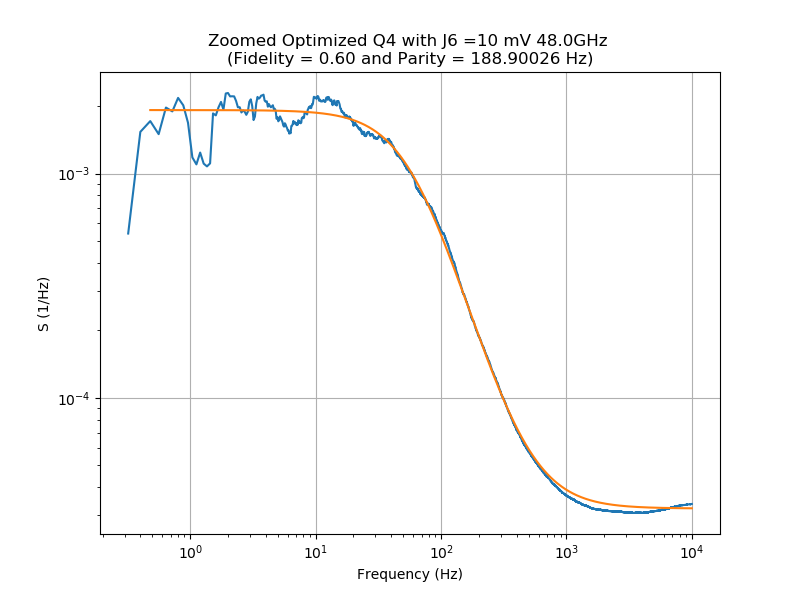 Zoomed Optimized Q4 with J6 =10 mV 48.0GHz
(Fidelity = 0.60 and Parity = 188.90026 Hz)
S (1/Hz)
10⁻³
10⁻⁴
10⁰ 10¹ 10² 10³ 10⁴
Frequency (Hz)